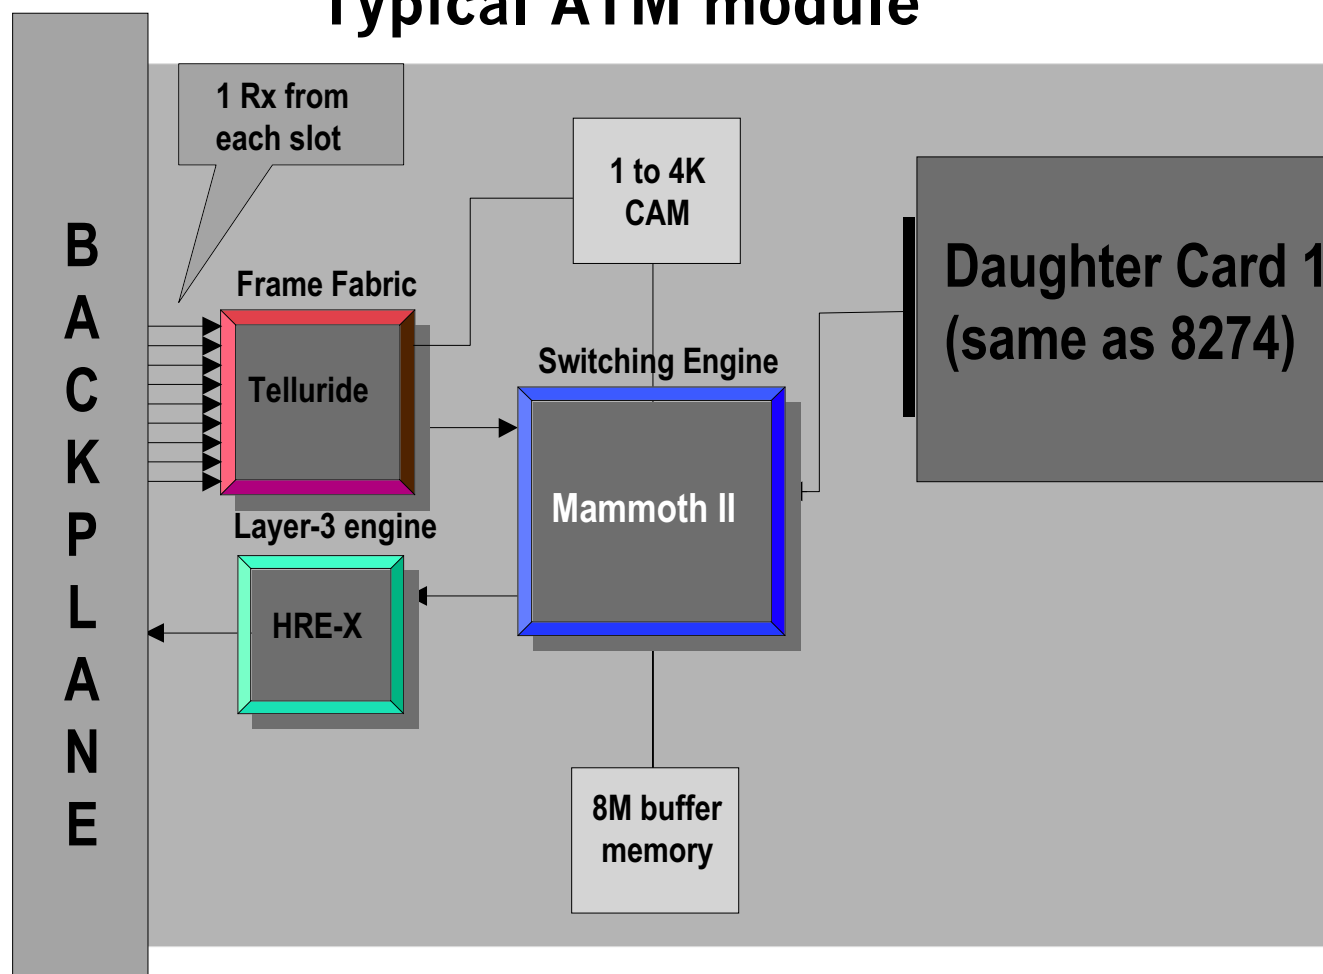 Typical ATM module
1 Rx from
each slot
1 to 4K
CAM
BACKPLANE
Frame Fabric
Telluride
Daughter Card 1
(same as 8274)
Switching Engine
Mammoth II
Layer-3 engine
HRE-X
8M buffer
memory